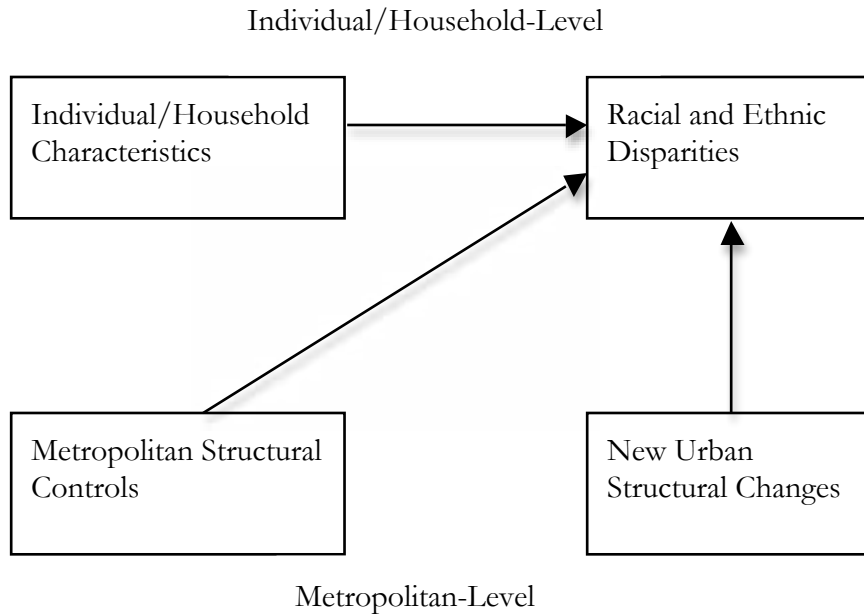 Individual/Household-Level
Individual/Household
Characteristics
Racial and Ethnic
Disparities
Metropolitan Structural
Controls
New Urban
Structural Changes
Metropolitan-Level